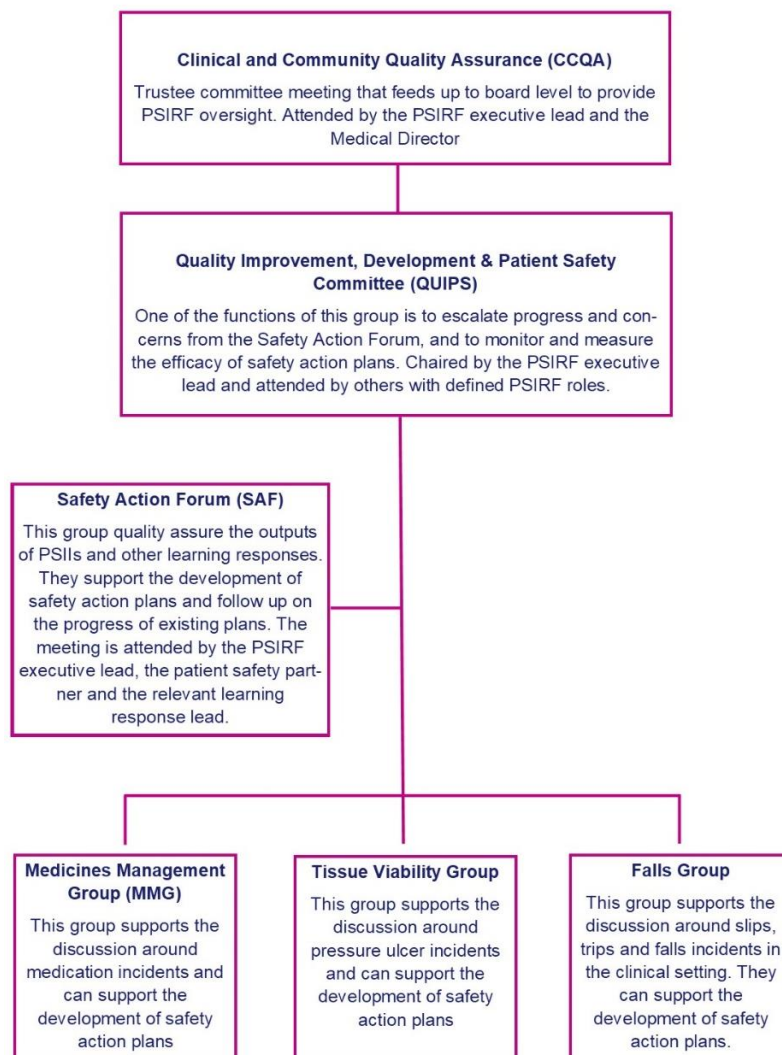 Clinical and Community Quality Assurance (CCQA)
Trustee committee meeting that feeds up to board level to provide
PSIRF oversight. Attended by the PSIRF executive lead and the
Medical Director
Quality Improvement, Development & Patient Safety
Committee (QUIPS)
One of the functions of this group is to escalate progress and con-
cerns from the Safety Action Forum, and to monitor and measure
the efficacy of safety action plans. Chaired by the PSIRF executive
lead and attended by others with defined PSIRF roles.
Safety Action Forum (SAF)
This group quality assure the outputs
of PSIIs and other learning responses.
They support the development of
safety action plans and follow up on
the progress of existing plans. The
meeting is attended by the PSIRF
executive lead, the patient safety part-
ner and the relevant learning
response lead.
Medicines Management
Group (MMG)
This group supports the
discussion around
medication incidents and
can support the
development of safety
action plans
Tissue Viability Group
This group supports the
discussion around
pressure ulcer incidents
and can support the
development of safety
action plans
Falls Group
This group supports the
discussion around slips,
trips and falls incidents in
the clinical setting. They
can support the
development of safety
action plans.